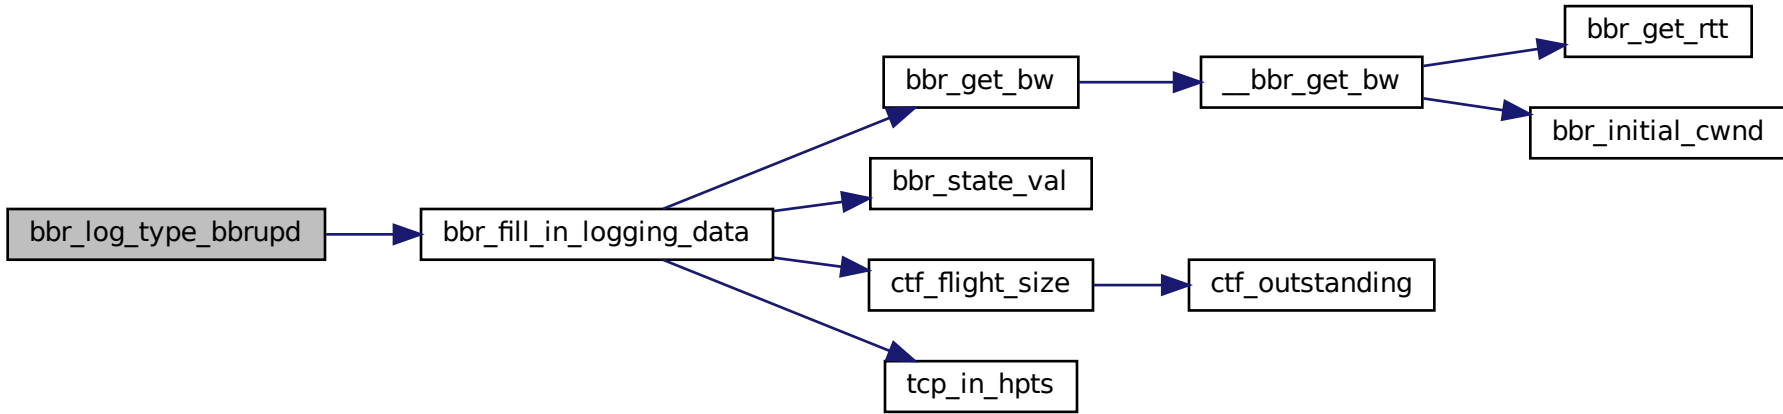 bbr_get_rtt
bbr_get_bw
__bbr_get_bw
bbr_initial_cwnd
bbr_state_val
bbr_log_type_bbrupd
bbr_fill_in_logging_data
ctf_flight_size
ctf_outstanding
tcp_in_hpts